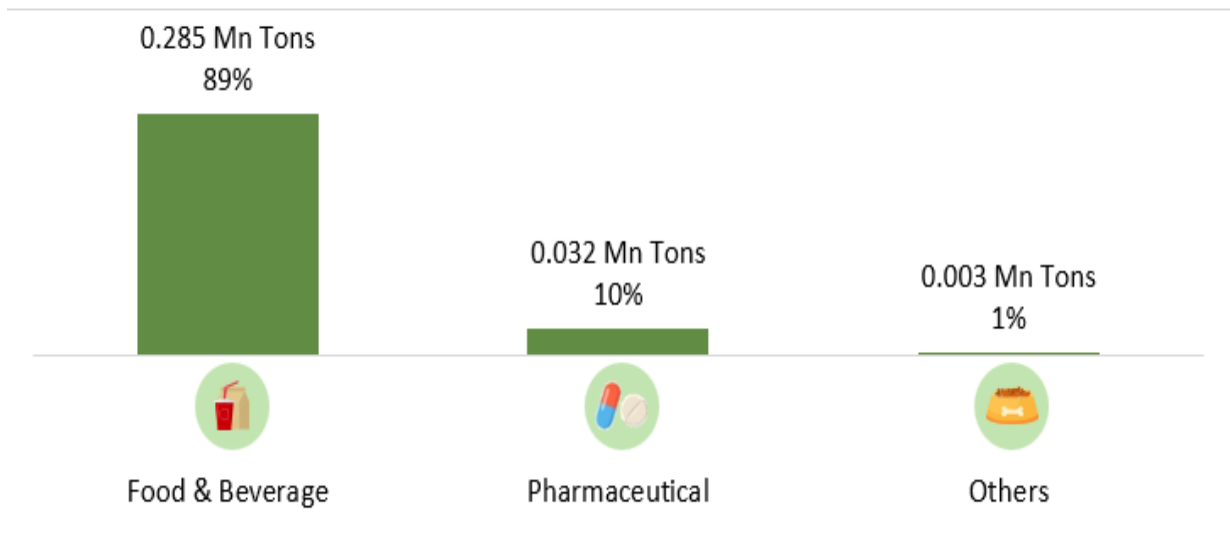 0.285 Mn Tons
89%
0.032 Mn Tons
10%
0.003 Mn Tons
1%
Food & Beverage
Pharmaceutical
Others